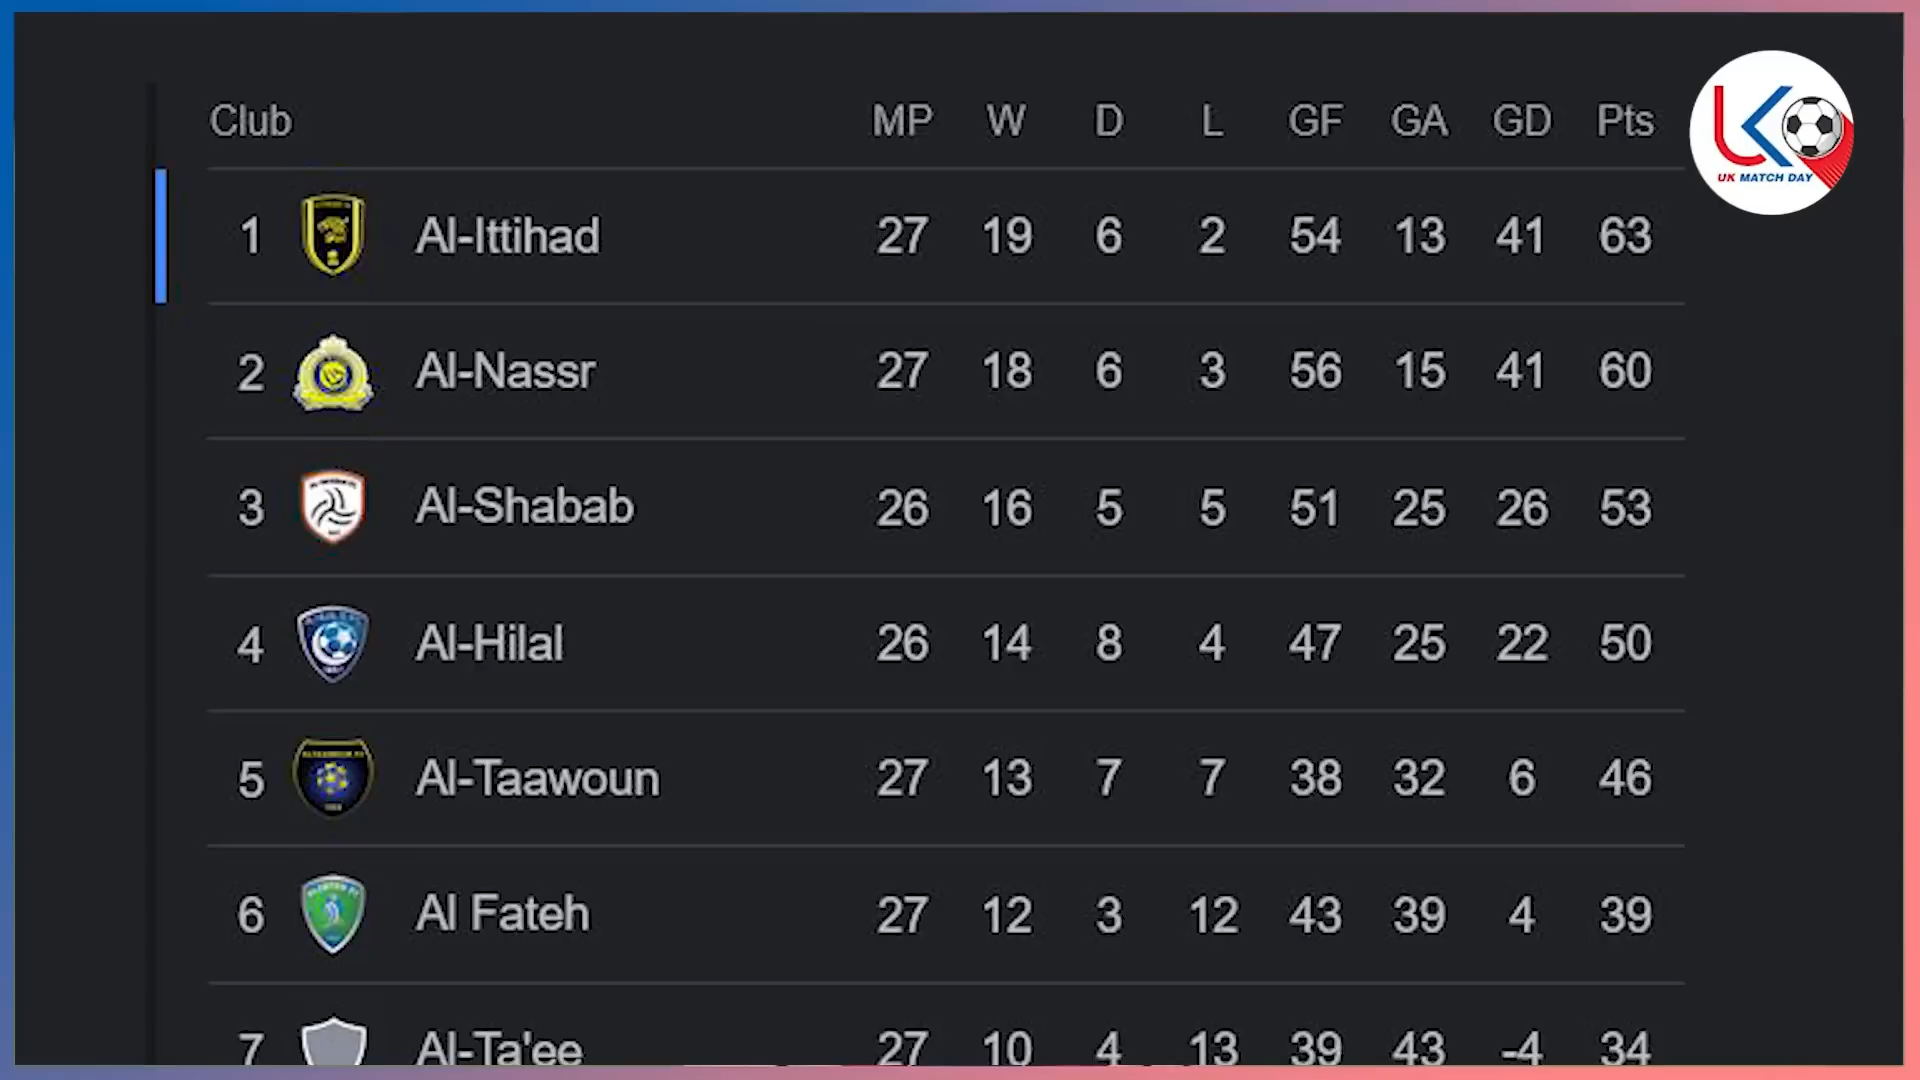 Club MP W D L GF GA GD Pts
UK MATCH DAY
1 Al-Ittihad 27 19 6 2 54 13 41 63
2 Al-Nassr 27 18 6 3 56 15 41 60
3 Al-Shabab 26 16 5 5 51 25 26 53
4 Al-Hilal 26 14 8 4 47 25 22 50
5 Al-Taawoun 27 13 7 7 38 32 6 46
6 Al Fateh 27 12 3 12 43 39 4 39
7 Al-Ta'ee 27 10 4 13 39 43 -4 34